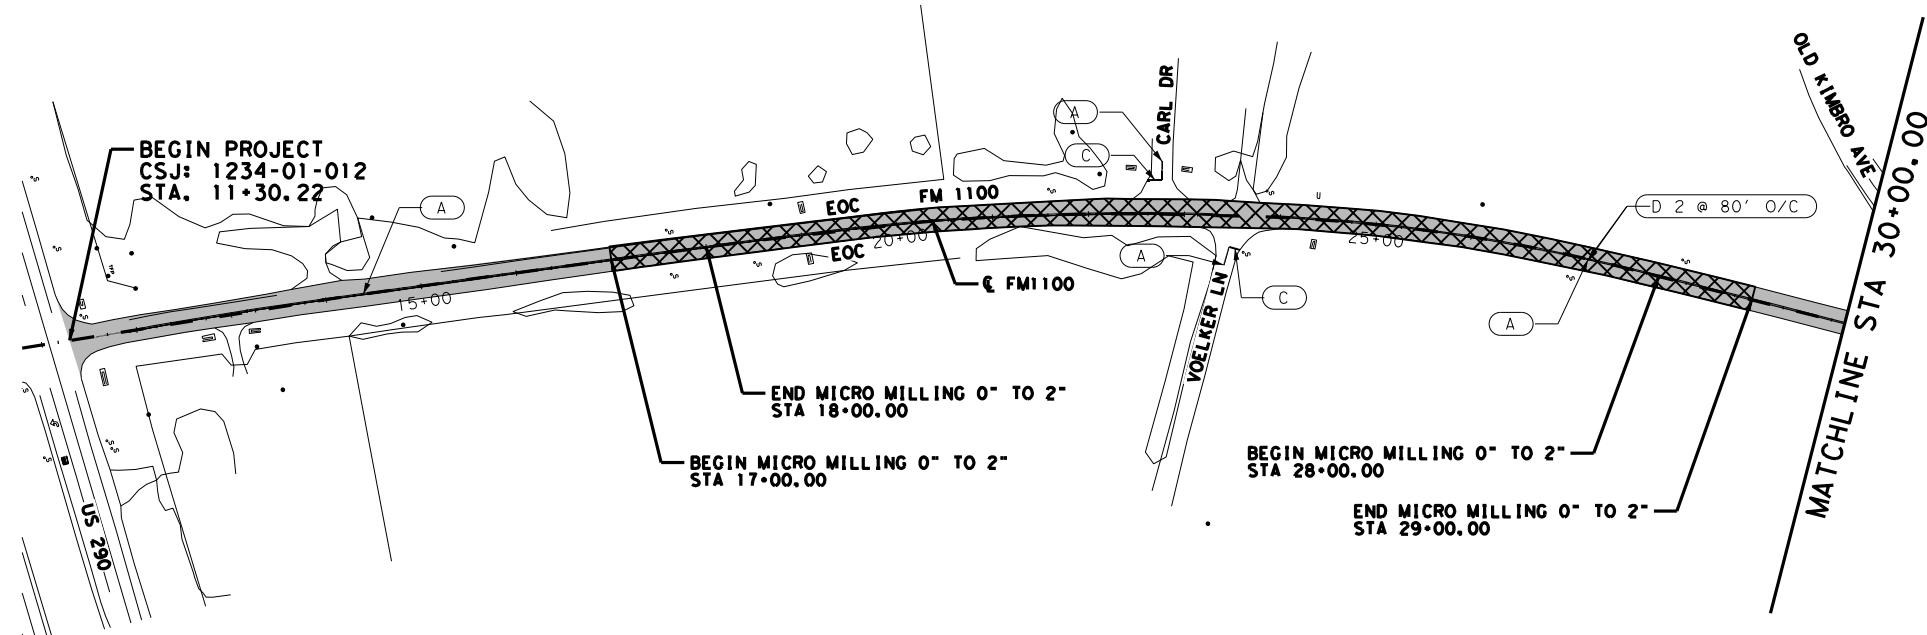 OLD KIMBRO AVE
CARL DR
A
BEGIN PROJECT
CSJ: 1234-01-012
STA. 11+30.22
C
A
FM 1100
EOC
D 2 @ 80' O/C
20+00
EOC
25+00
MATCHLINE STA 30+00.00
A
℄ FM1100
C
15+00
A
VOELKER LN
END MICRO MILLING 0" TO 2"
STA 18+00.00
BEGIN MICRO MILLING 0" TO 2"
STA 17+00.00
BEGIN MICRO MILLING 0" TO 2"
STA 28+00.00
END MICRO MILLING 0" TO 2"
STA 29+00.00
US 290